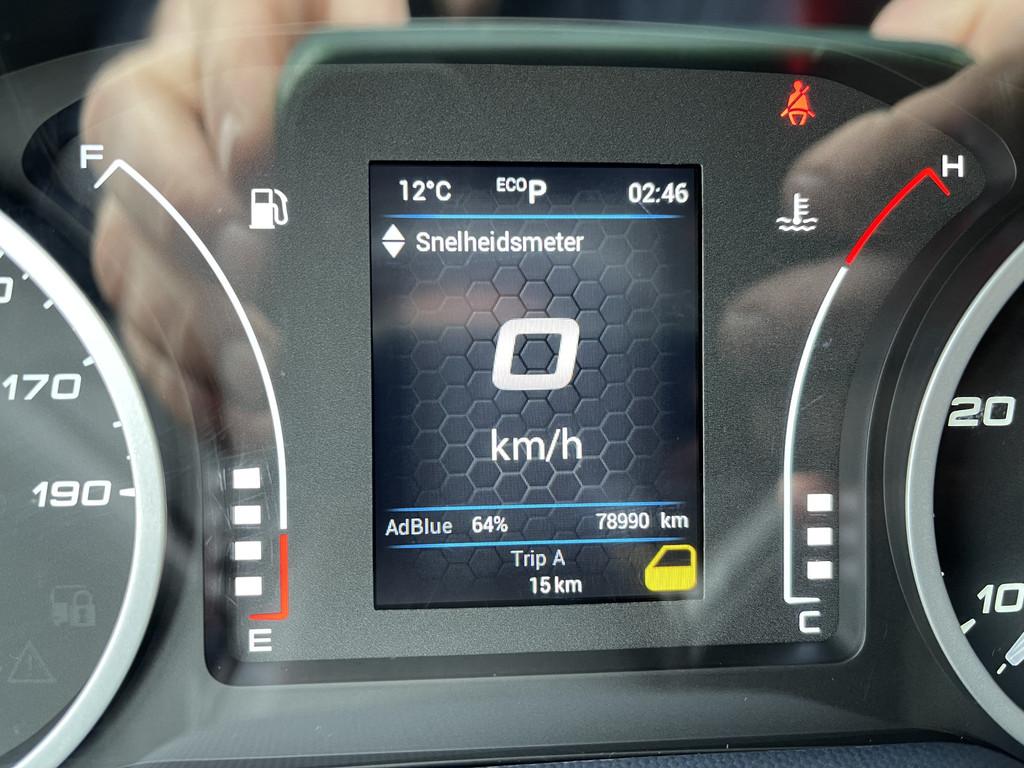 F
H
12°C ECO P 02:46
Snelheidsmeter
170
20
0
190
km/h
AdBlue 64% 78990 km
Trip A
15 km
10
E
C